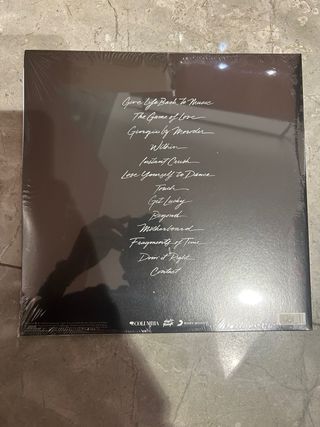 Give Life Back To Music
The Game of Love
Giorgio by Moroder
Within
Instant Crush
Lose Yourself to Dance
Touch
Get Lucky
Beyond
Motherboard
Fragments of Time
Doin' it Right
Contact
COLUMBIA